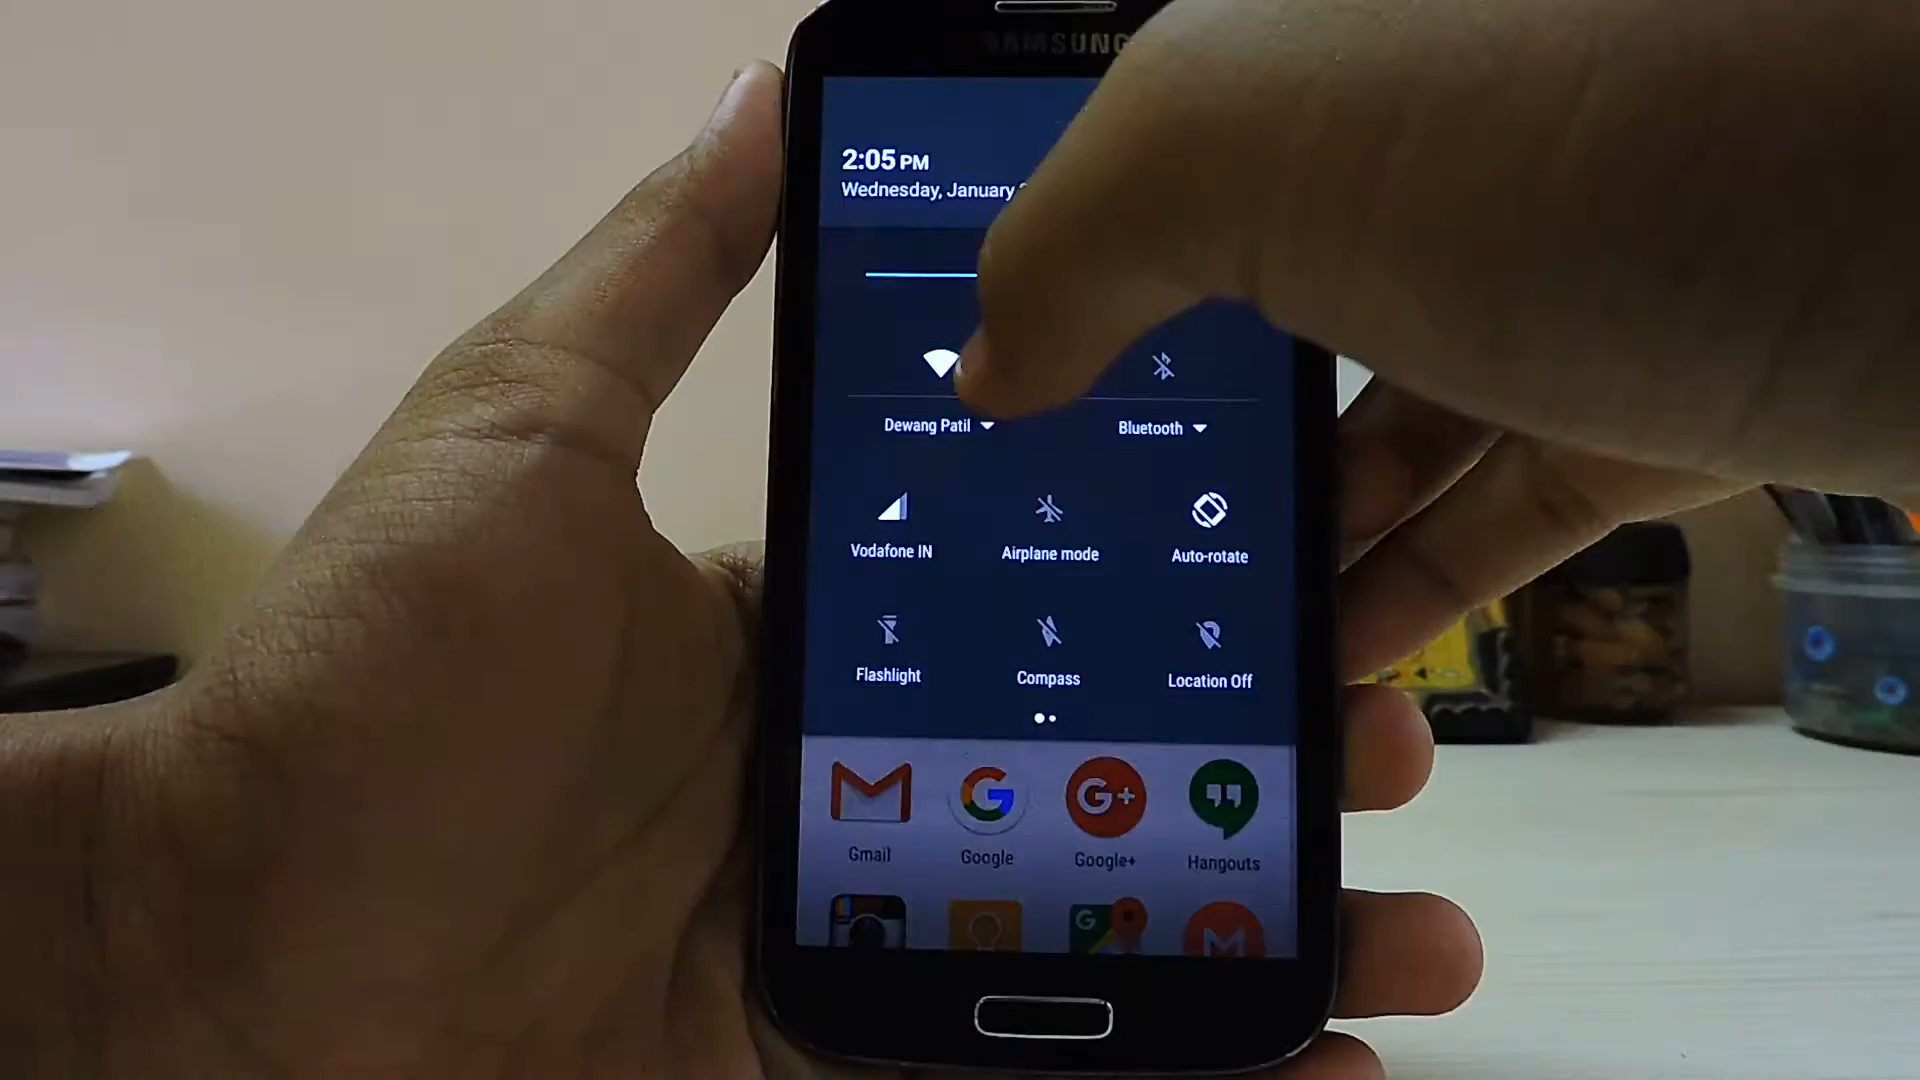 SAMSUNG
2:05 PM
Wednesday, January
Dewang Patil
Bluetooth
Vodafone IN
Airplane mode
Auto-rotate
Flashlight
Compass
Location Off
G+
Gmail
Google
Google+
Hangouts